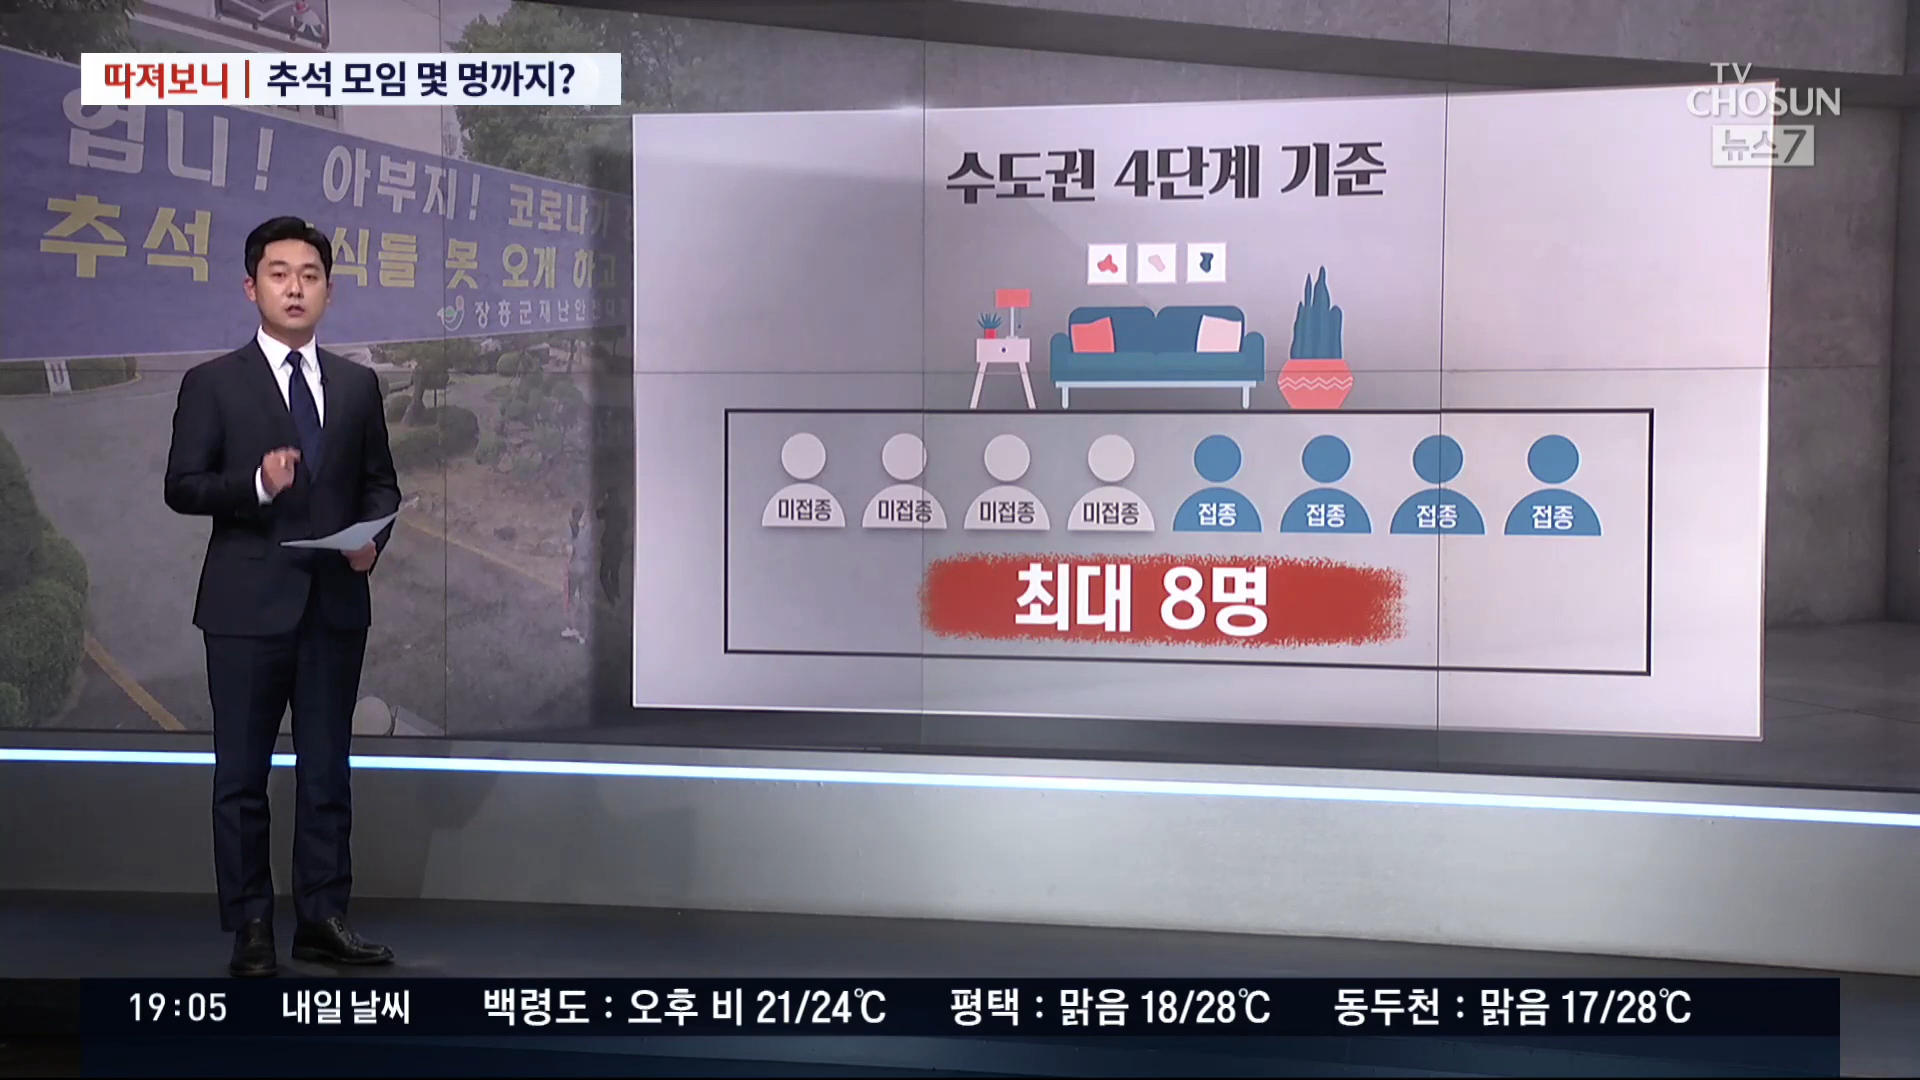 따져보니 | 추석 모임 몇 명까지?
TV
CHOSUN
뉴스7
엄니! 아부지! 코로나가
추석 식들 못 오게 하고
장흥군재난안전대
수도권 4단계 기준
미접종 미접종 미접종 미접종 접종 접종 접종 접종
최대 8명
19:05 내일 날씨 백령도 : 오후 비 21/24℃ 평택 : 맑음 18/28℃ 동두천 : 맑음 17/28℃